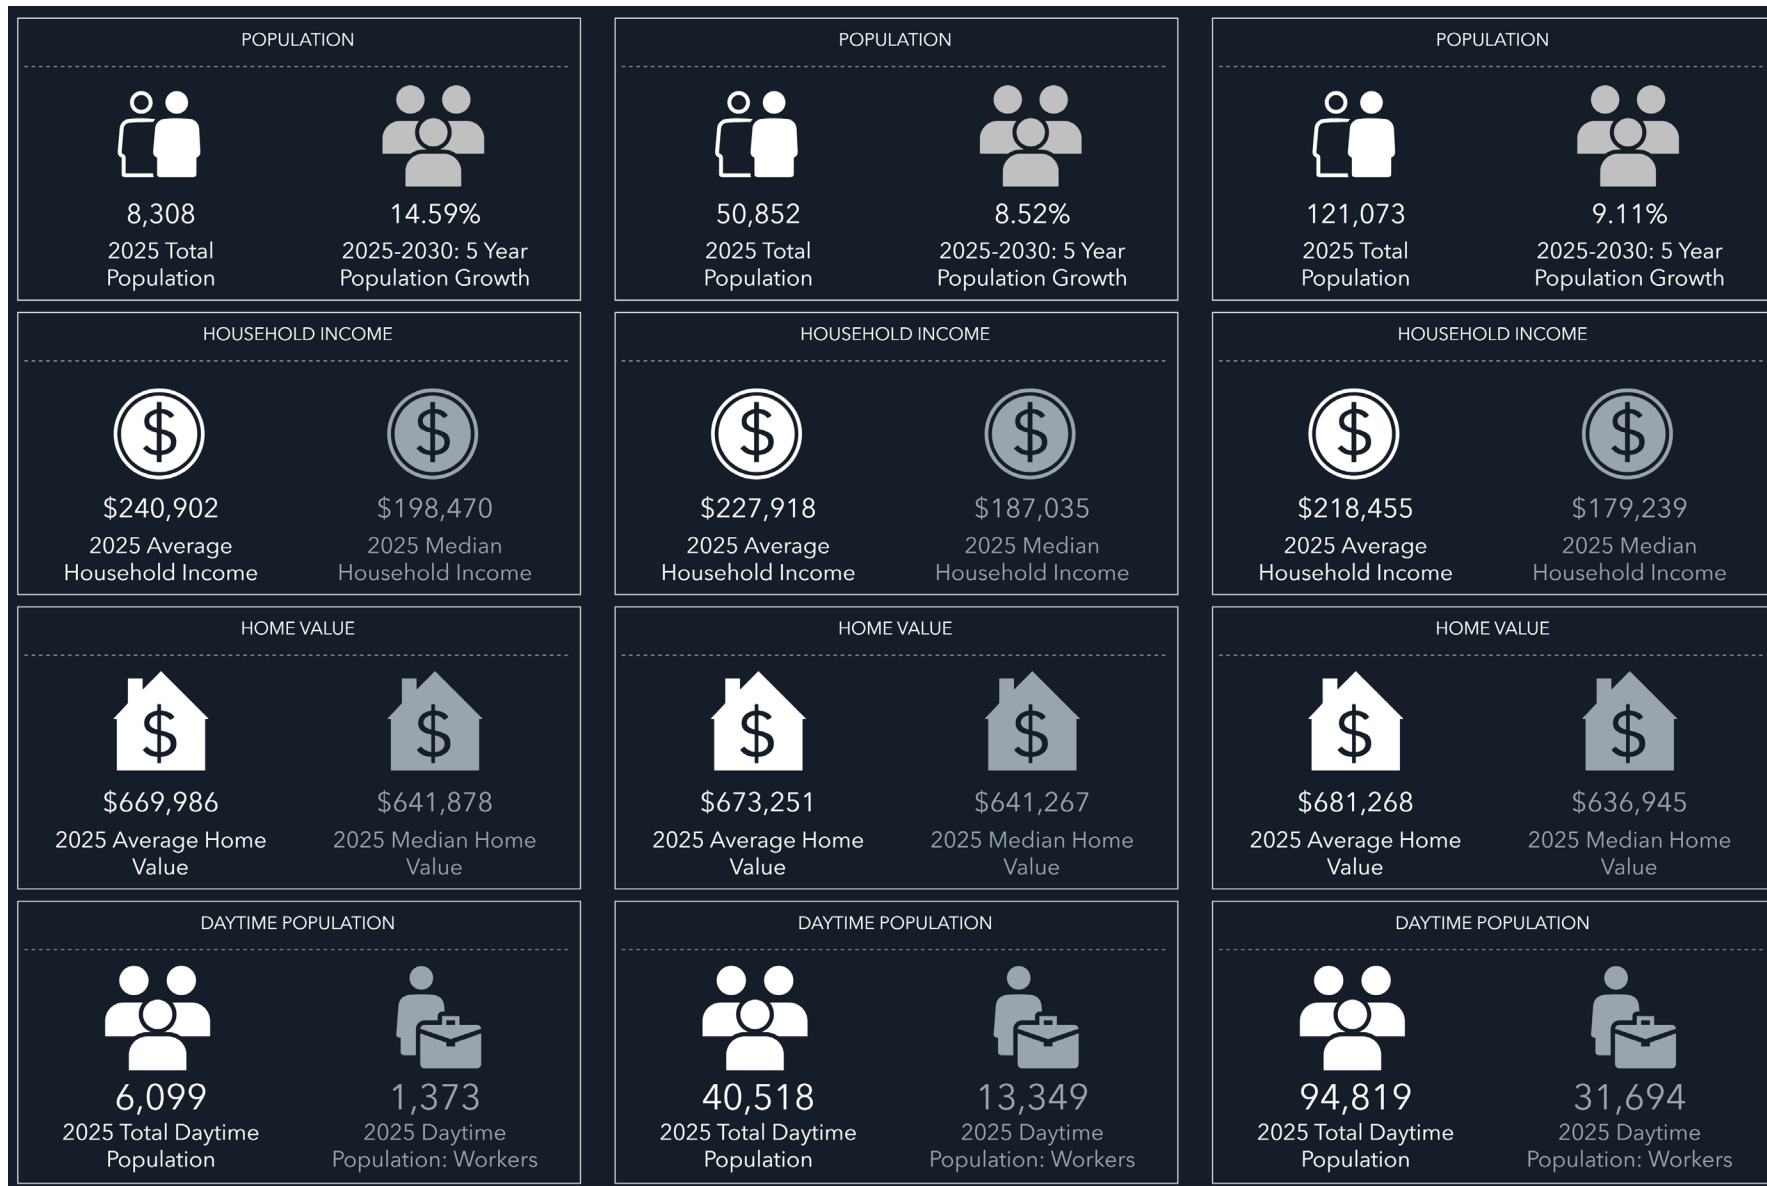 POPULATION
8,308
2025 Total
Population
14.59%
2025-2030: 5 Year
Population Growth
POPULATION
50,852
2025 Total
Population
8.52%
2025-2030: 5 Year
Population Growth
POPULATION
121,073
2025 Total
Population
9.11%
2025-2030: 5 Year
Population Growth
HOUSEHOLD INCOME
$
$240,902
2025 Average
Household Income
$
$198,470
2025 Median
Household Income
HOUSEHOLD INCOME
$
$227,918
2025 Average
Household Income
$
$187,035
2025 Median
Household Income
HOUSEHOLD INCOME
$
$218,455
2025 Average
Household Income
$
$179,239
2025 Median
Household Income
HOME VALUE
$
$669,986
2025 Average Home
Value
$
$641,878
2025 Median Home
Value
HOME VALUE
$
$673,251
2025 Average Home
Value
$
$641,267
2025 Median Home
Value
HOME VALUE
$
$681,268
2025 Average Home
Value
$
$636,945
2025 Median Home
Value
DAYTIME POPULATION
6,099
2025 Total Daytime
Population
1,373
2025 Daytime
Population: Workers
DAYTIME POPULATION
40,518
2025 Total Daytime
Population
13,349
2025 Daytime
Population: Workers
DAYTIME POPULATION
94,819
2025 Total Daytime
Population
31,694
2025 Daytime
Population: Workers